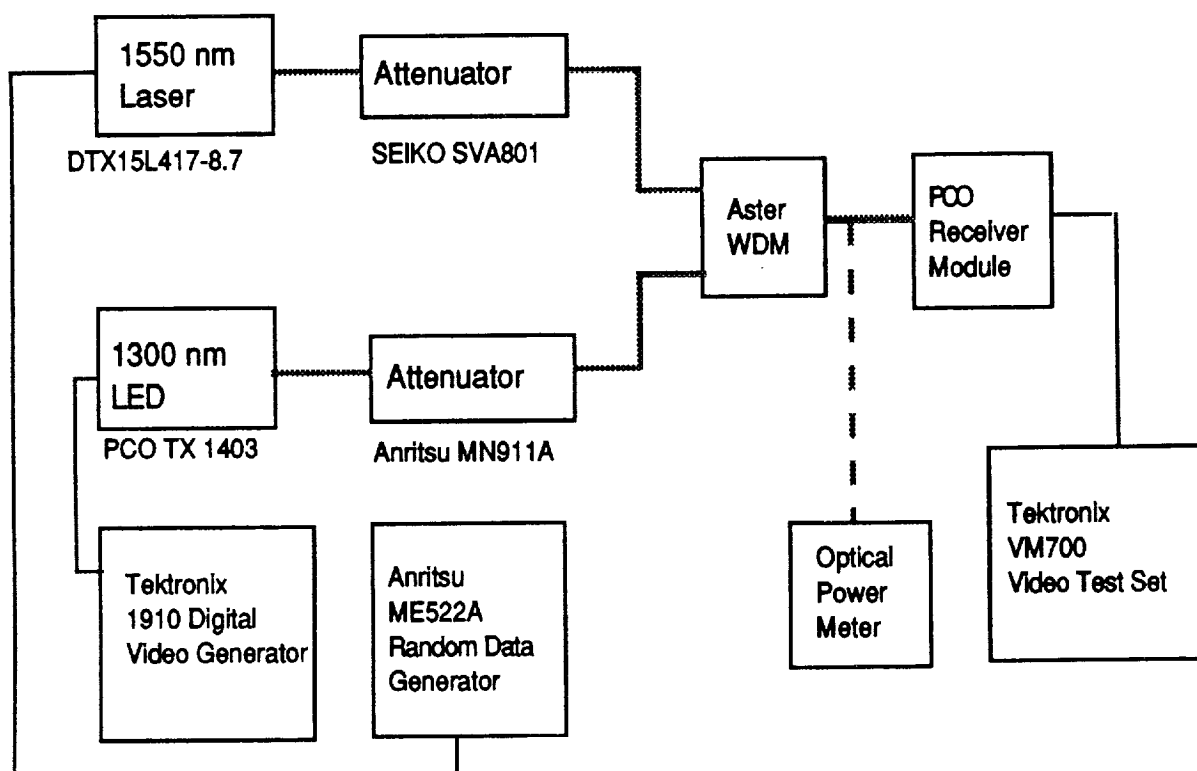 1550 nm
Laser
DTX15L417-8.7
Attenuator
SEIKO SVA801
Aster
WDM
PCO
Receiver
Module
1300 nm
LED
PCO TX 1403
Attenuator
Anritsu MN911A
Tektronix
1910 Digital
Video Generator
Anritsu
ME522A
Random Data
Generator
Optical
Power
Meter
Tektronix
VM700
Video Test Set